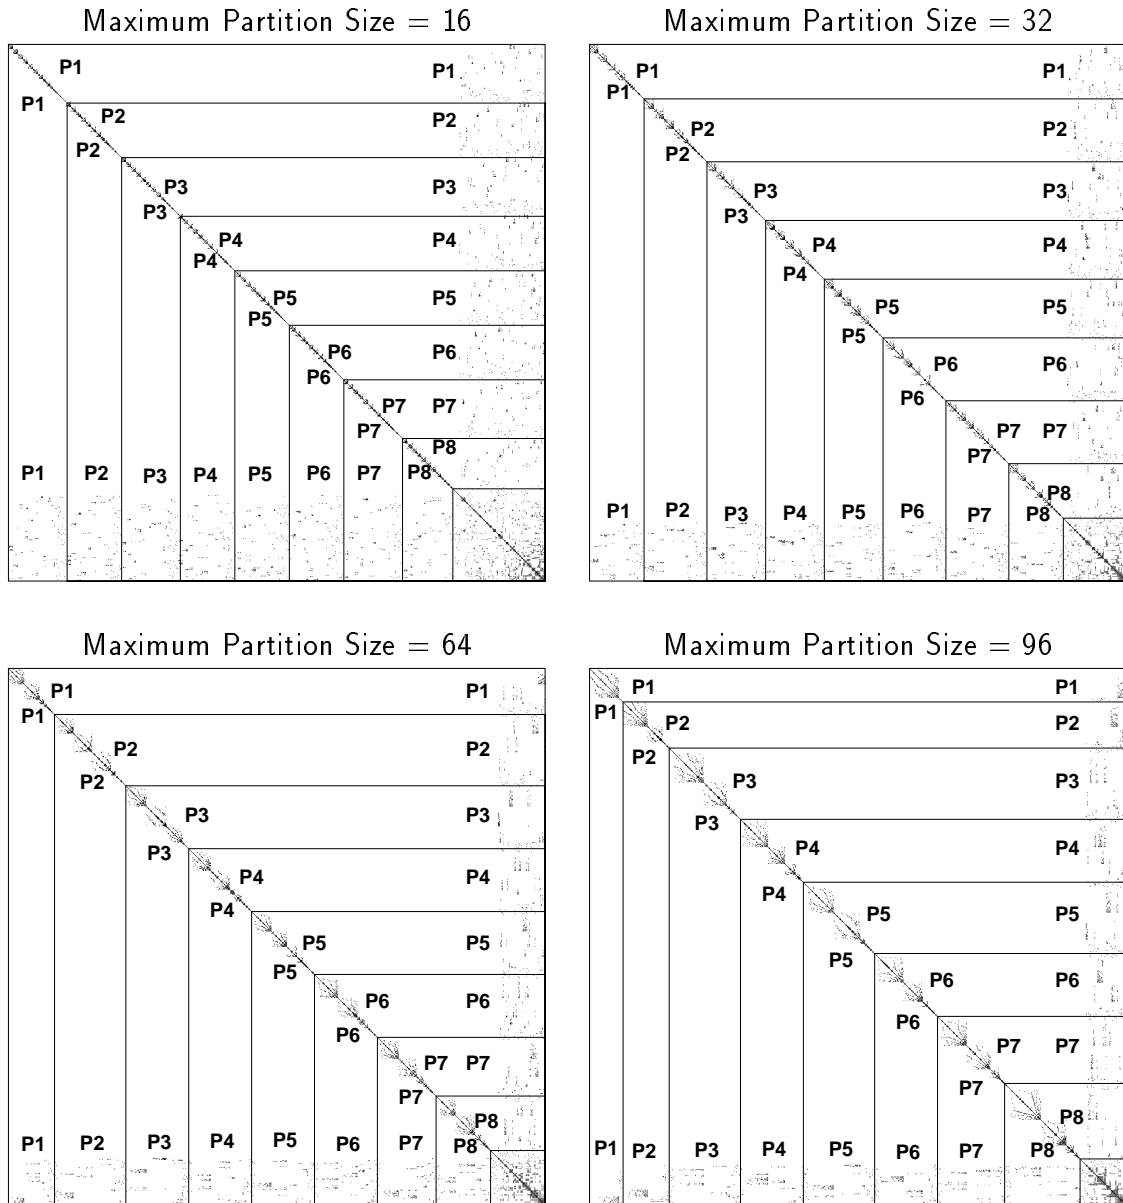 Maximum Partition Size = 16
P1
P1
P1
P2
P2
P2
P3
P3
P3
P4
P4
P4
P5
P5
P5
P6
P6
P6
P7
P7
P7
P8
P1 P2 P3 P4 P5 P6 P7 P8
Maximum Partition Size = 32
P1
P1
P1
P2
P2
P2
P3
P3
P3
P4
P4
P4
P5
P5
P5
P6
P6
P6
P7 P7
P7
P8
P1 P2 P3 P4 P5 P6 P7 P8
Maximum Partition Size = 64
P1
P1
P1
P2
P2
P2
P3
P3
P3
P4
P4
P4
P5
P5
P5
P6
P6
P6
P7 P7
P7
P8
P1 P2 P3 P4 P5 P6 P7 P8
Maximum Partition Size = 96
P1
P1
P1
P2
P2
P2
P3
P3
P3
P4
P4
P4
P5
P5
P5
P6
P6
P6
P7 P7
P7
P8
P1 P2 P3 P4 P5 P6 P7 P8